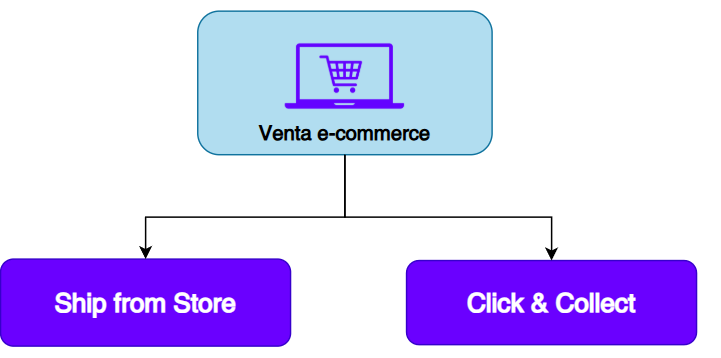 Venta e-commerce
Ship from Store
Click & Collect